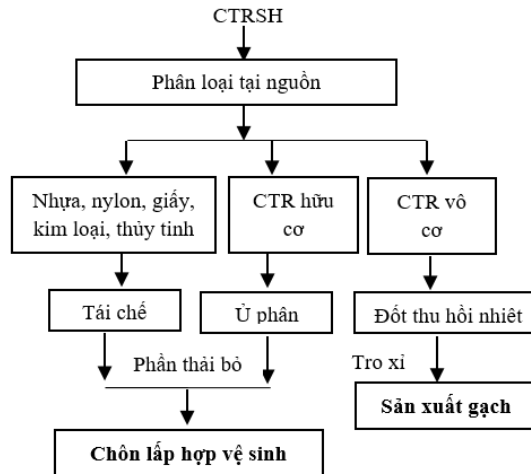 CTRSH
Phân loại tại nguồn
Nhựa, nylon, giấy,
kim loại, thủy tinh
CTR hữu
cơ
CTR vô
cơ
Tái chế
Ủ phân
Đốt thu hồi nhiêt
Phần thải bỏ
Tro xỉ
Sản xuất gạch
Chôn lấp hợp vệ sinh